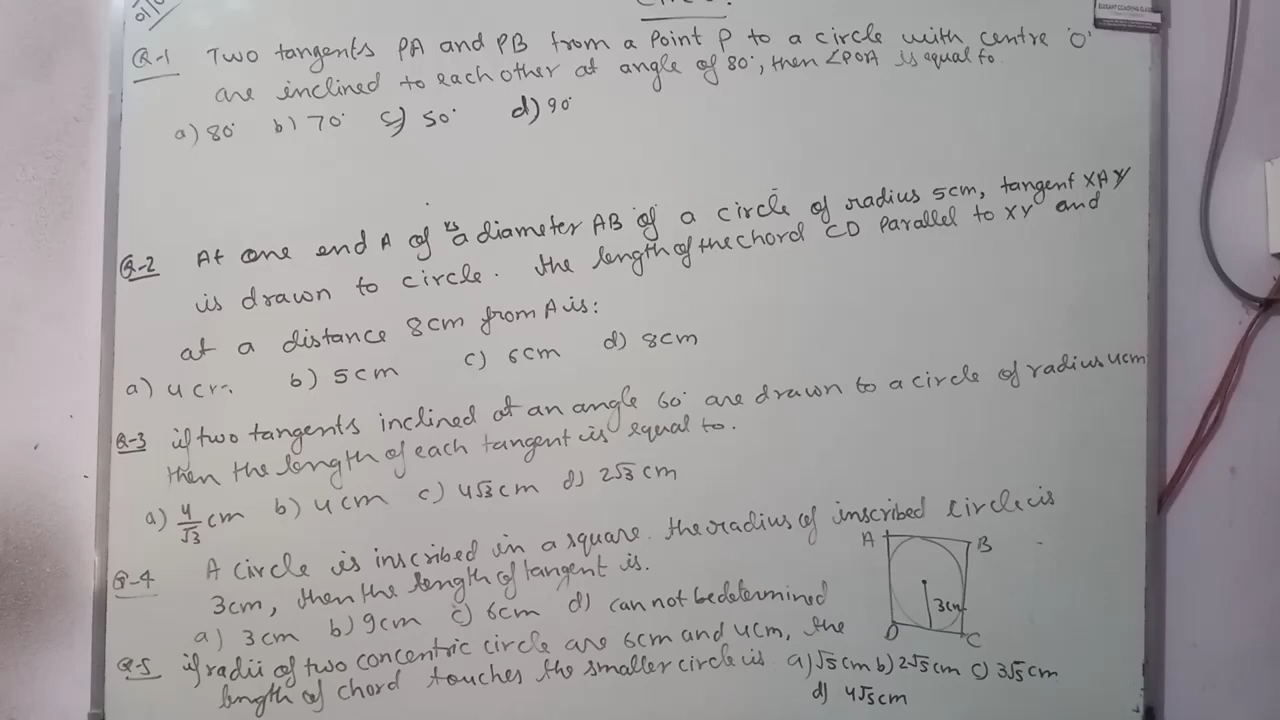 Q-1 Two tangents PA and PB from a Point P to a circle with centre 'O'
are inclined to each other at angle of 80°, then ∠POA is equal to.
a) 80° b) 70° c) 50° d) 90°
Q-2 At one end A of a diameter AB of a circle of radius 5cm, tangent XAY
is drawn to circle. the length of the chord CD Parallel to XY and
at a distance 8cm from A is:
a) 4cm. b) 5cm c) 6cm d) 8cm
Q-3 if two tangents inclined at an angle 60° are drawn to a circle of radius 4cm
then the length of each tangent is equal to.
a) 4/√3 cm b) 4cm c) 4√3 cm d) 2√3 cm
Q-4 A circle is inscribed in a square. the radius of inscribed circle is
3cm, then the length of tangent is.
a) 3cm b) 9cm c) 6cm d) can not be determined
A B
3cm
D C
Q-5 if radii of two concentric circle are 6cm and 4cm, the
length of chord touches the smaller circle is a) √5 cm b) 2√5 cm c) 3√5 cm
d) 4√5 cm